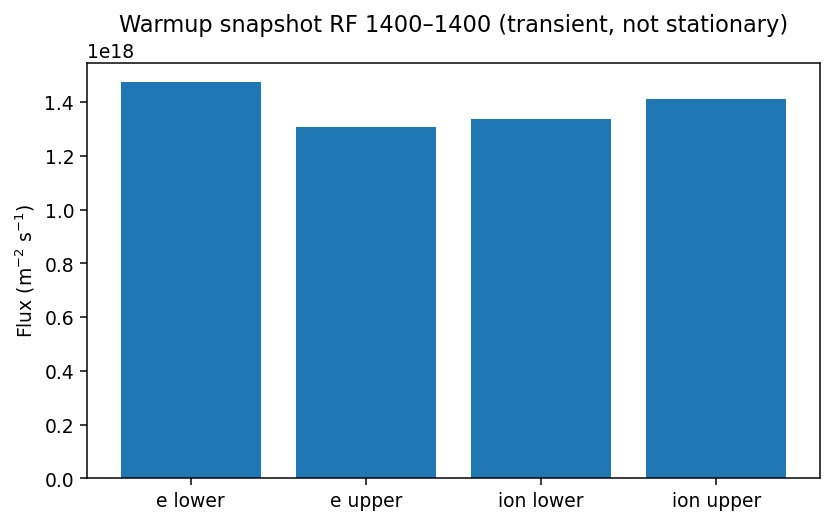 Warmup snapshot RF 1400–1400 (transient, not stationary)
1e18
Flux (m⁻² s⁻¹)
1.4
1.2
1.0
0.8
0.6
0.4
0.2
0.0
e lower e upper ion lower ion upper